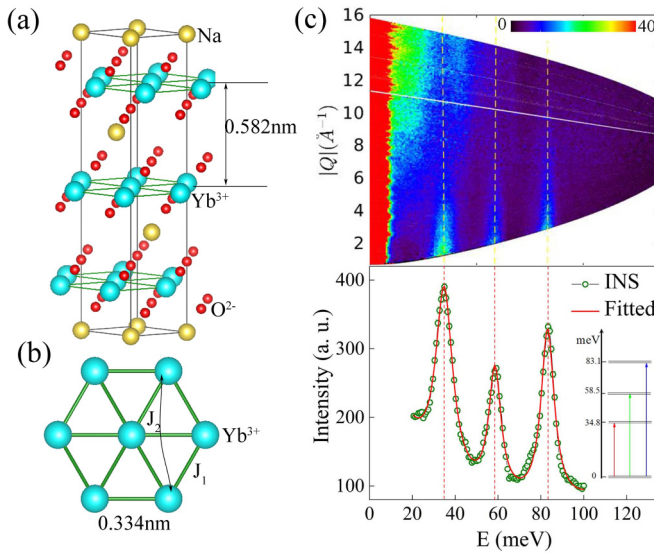 (a)
Na
0.582nm
Yb³⁺
O²⁻
(b)
J₂
Yb³⁺
J₁
0.334nm
(c)
0 40
|Q|(Å⁻¹)
16
14
12
10
8
6
4
2
400
300
200
100
Intensity (a. u.)
INS
Fitted
meV
83.1
58.5
34.8
0
0 20 40 60 80 100 120
E (meV)